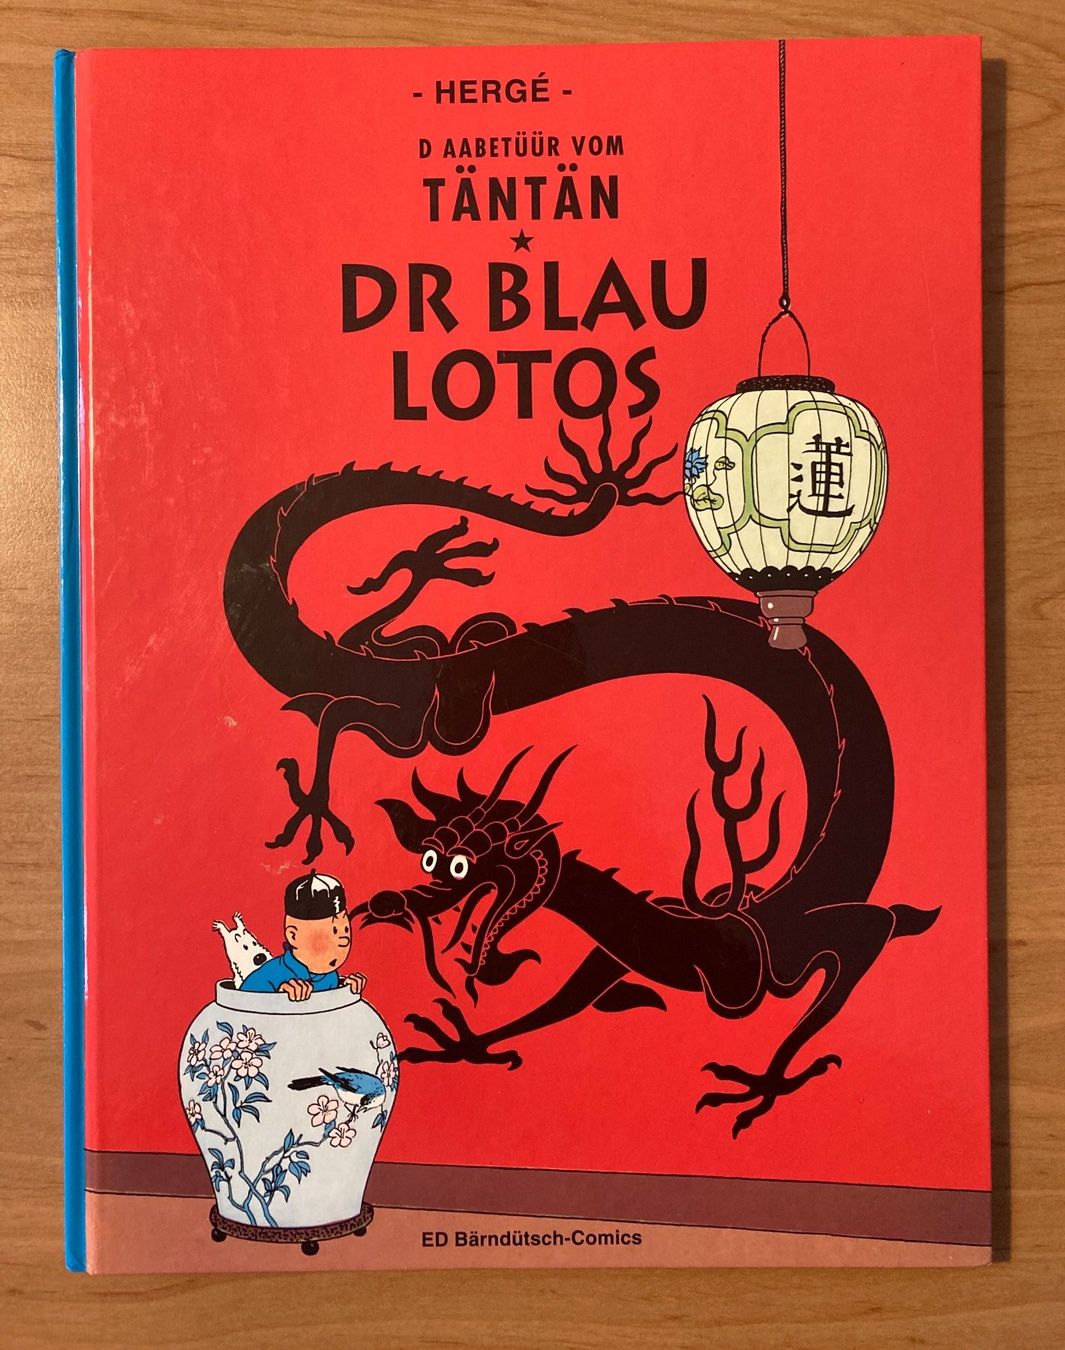 - HERGÉ -
D AABETÜÜR VOM
TÄNTÄN
DR BLAU
LOTOS
蓮
ED Bärndütsch-Comics